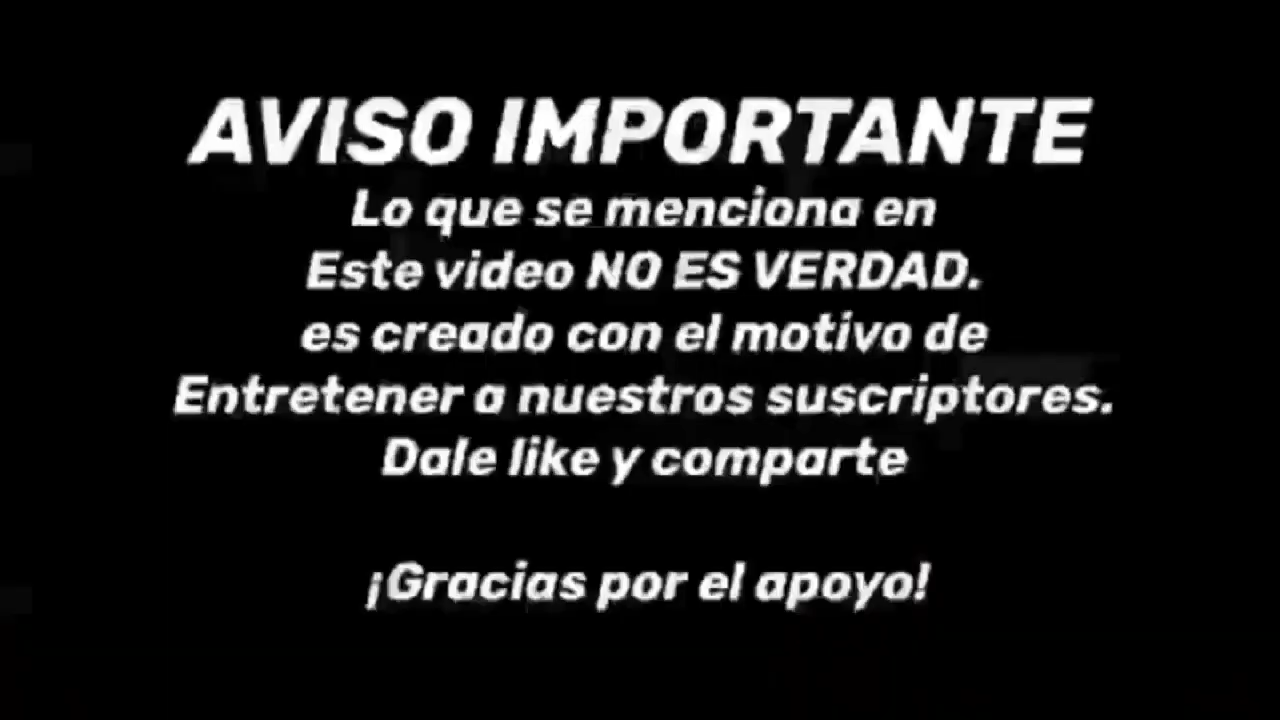 AVISO IMPORTANTE
Lo que se menciona en
Este video NO ES VERDAD.
es creado con el motivo de
Entretener a nuestros suscriptores.
Dale like y comparte
¡Gracias por el apoyo!